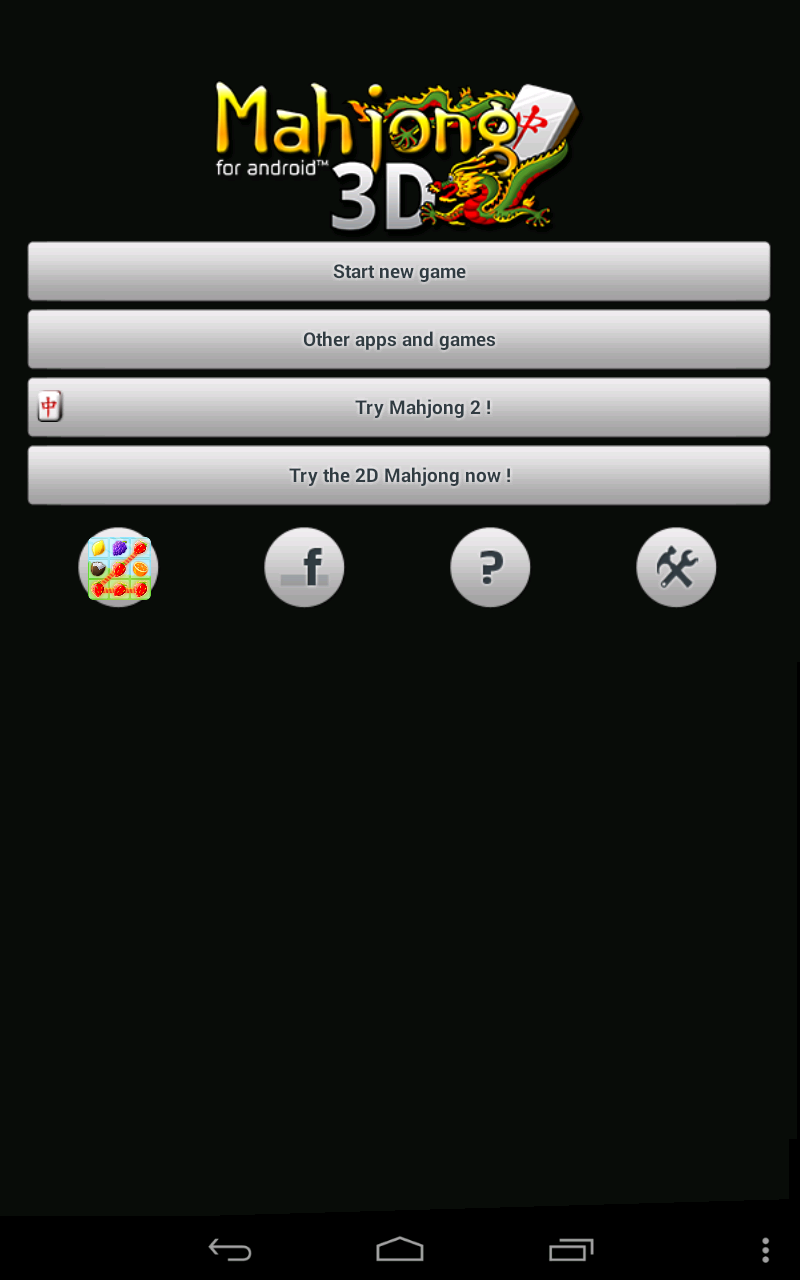 Mahjong
for android™
3D
中
Start new game
Other apps and games
中
Try Mahjong 2 !
Try the 2D Mahjong now !
f
?